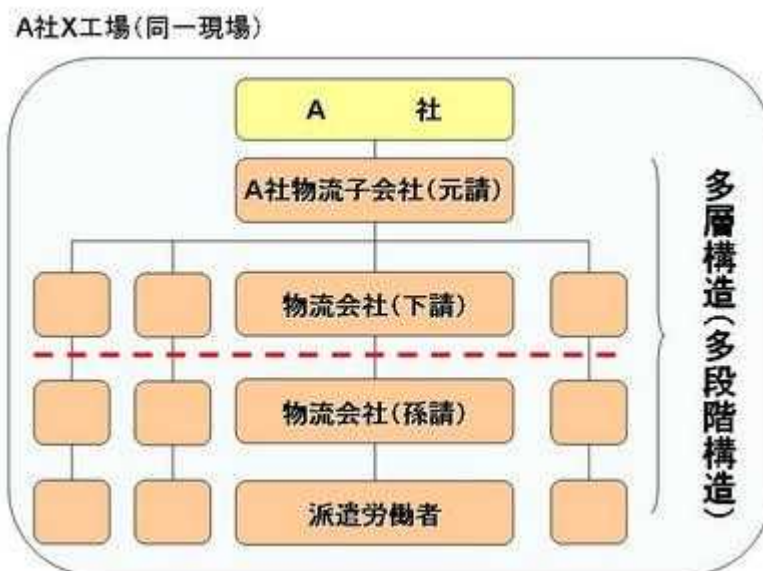 A社X工場(同一現場)
A 社
A社物流子会社(元請)
物流会社(下請)
物流会社(孫請)
派遣労働者
多層構造(多段階構造)